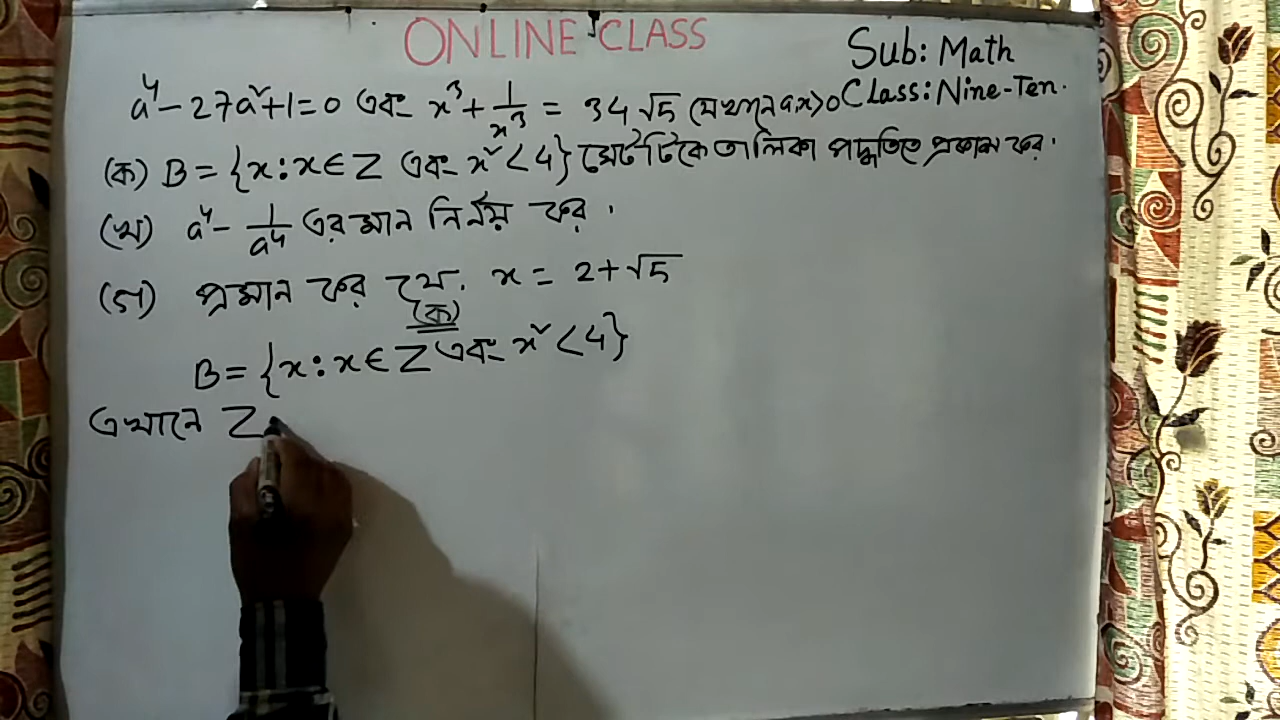 ONLINE CLASS
Sub: Math
Class: Nine-Ten.
a⁴ - 27a² + 1 = 0 এবং x³ + 1/x³ = 34√5 (যেখানে a,x>0
(ক) B = {x : x ∈ Z এবং x² < 4} সেটটিকে তালিকা পদ্ধতিতে প্রকাশ কর.
(খ) a⁴ - 1/a⁴ এর মান নির্নয় কর.
(গ) প্রমান কর যে. x = 2 + √5
(ক)
B = {x : x ∈ Z এবং x² < 4}
এখানে Z